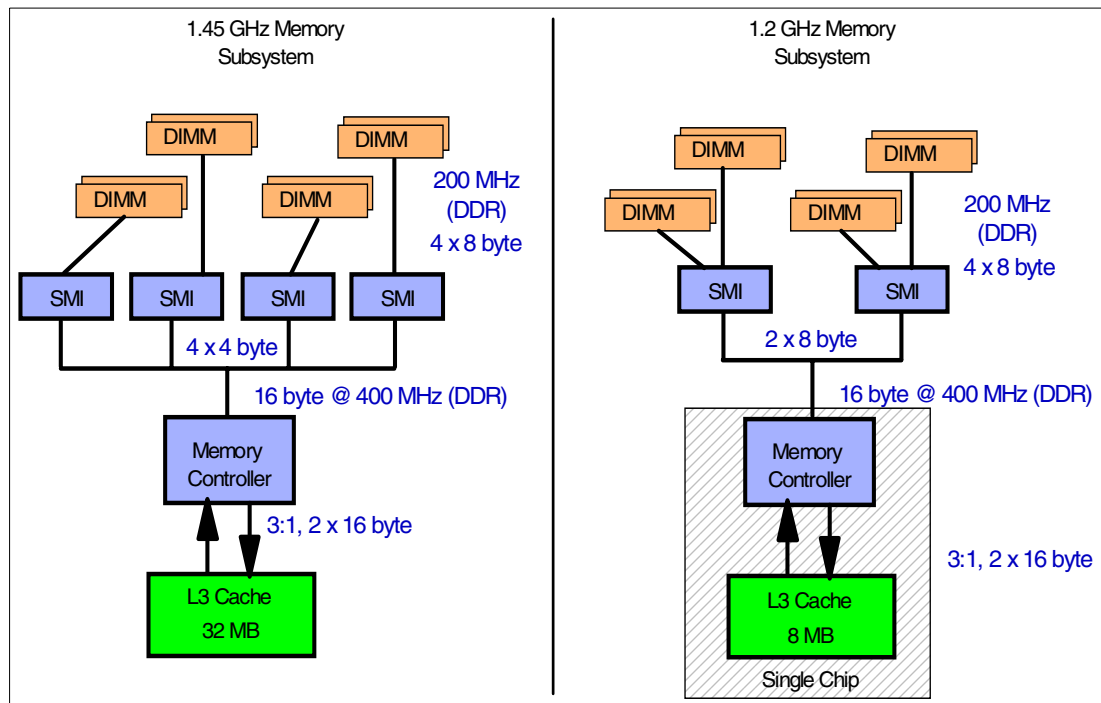 1.45 GHz Memory
Subsystem
DIMM
DIMM
DIMM
DIMM
200 MHz
(DDR)
4 x 8 byte
SMI
SMI
SMI
SMI
4 x 4 byte
16 byte @ 400 MHz (DDR)
Memory
Controller
3:1, 2 x 16 byte
L3 Cache
32 MB
1.2 GHz Memory
Subsystem
DIMM
DIMM
DIMM
DIMM
200 MHz
(DDR)
4 x 8 byte
SMI
SMI
2 x 8 byte
16 byte @ 400 MHz (DDR)
Memory
Controller
3:1, 2 x 16 byte
L3 Cache
8 MB
Single Chip